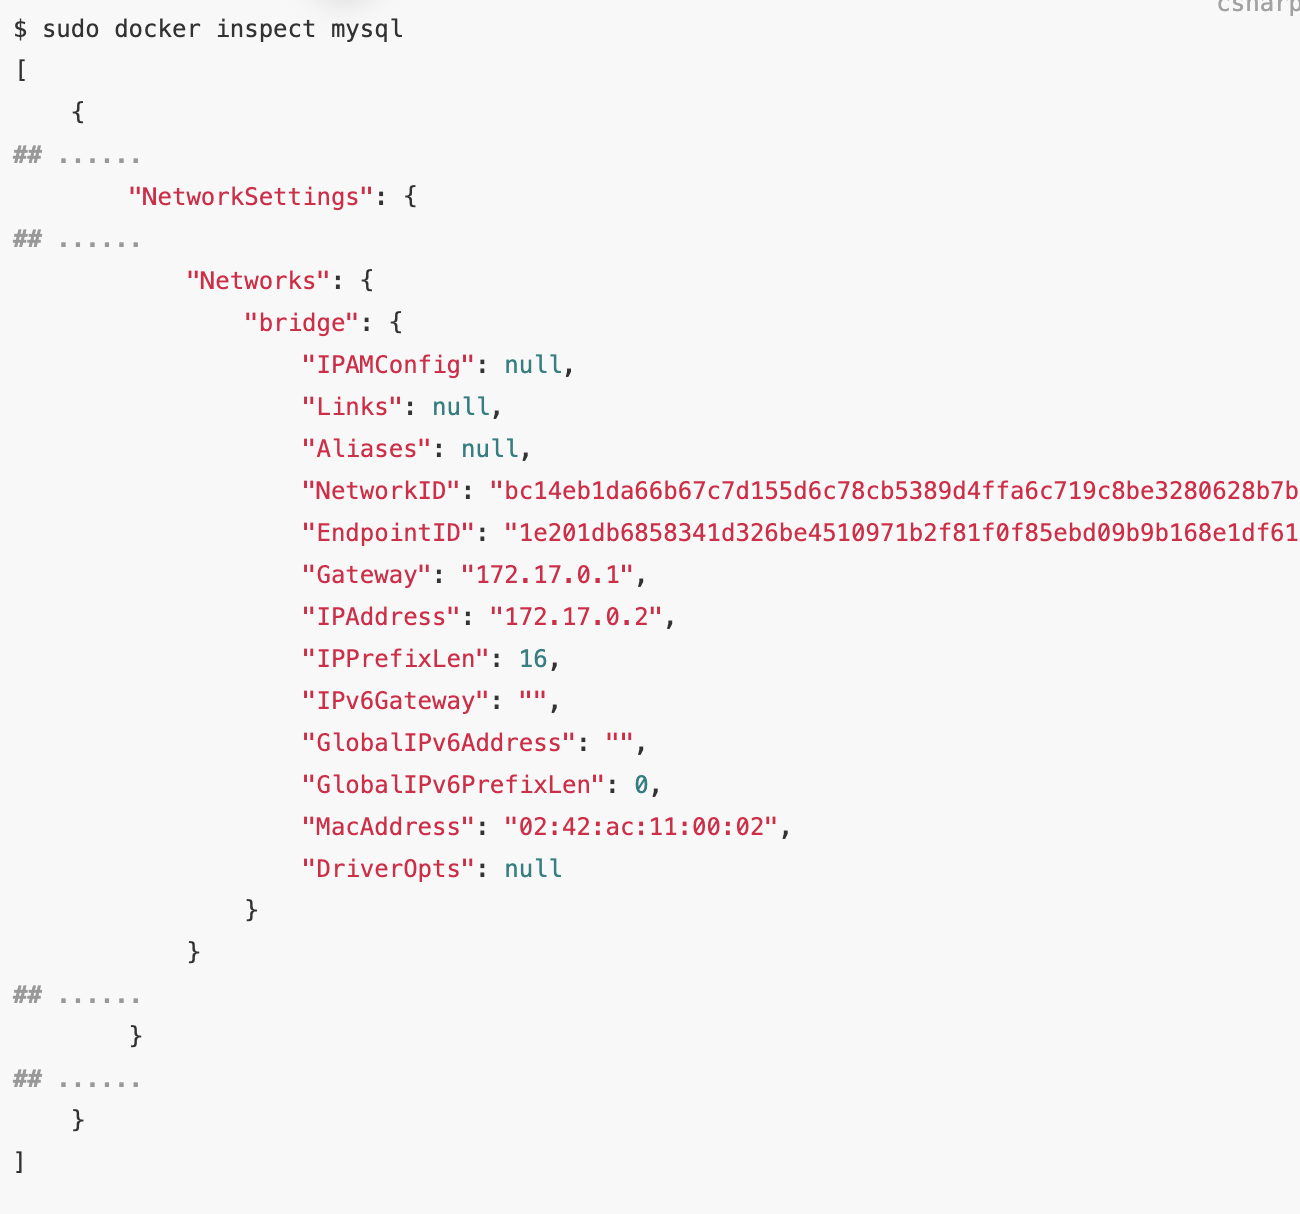 csharp
$ sudo docker inspect mysql
[
    {
## ......
        "NetworkSettings": {
## ......
            "Networks": {
                "bridge": {
                    "IPAMConfig": null,
                    "Links": null,
                    "Aliases": null,
                    "NetworkID": "bc14eb1da66b67c7d155d6c78cb5389d4ffa6c719c8be3280628b7b
                    "EndpointID": "1e201db6858341d326be4510971b2f81f0f85ebd09b9b168e1df61
                    "Gateway": "172.17.0.1",
                    "IPAddress": "172.17.0.2",
                    "IPPrefixLen": 16,
                    "IPv6Gateway": "",
                    "GlobalIPv6Address": "",
                    "GlobalIPv6PrefixLen": 0,
                    "MacAddress": "02:42:ac:11:00:02",
                    "DriverOpts": null
                }
            }
## ......
        }
## ......
    }
]